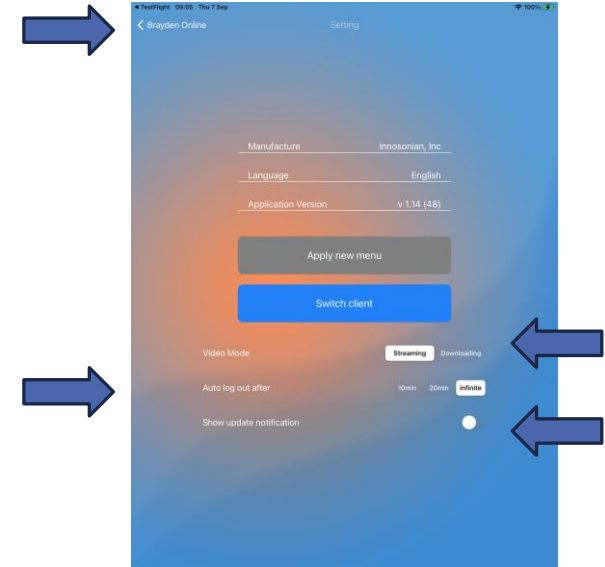 TestFlight 09:05 Thu 7 Sep 100%
Brayden Online Setting
Manufacture Innosonian, Inc
Language English
Application Version v 1.14 (48)
Apply new menu
Switch client
Video Mode Streaming Downloading
Auto log out after 10min 20min infinite
Show update notification